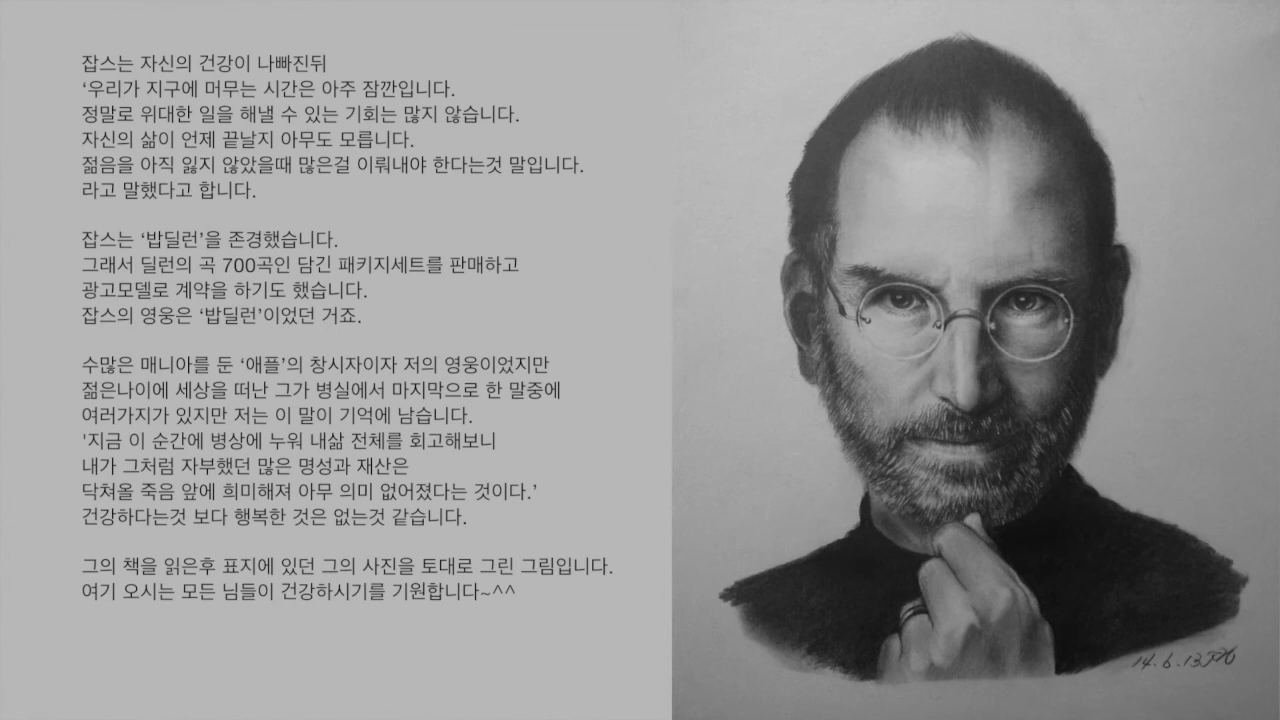 잡스는 자신의 건강이 나빠진뒤
‘우리가 지구에 머무는 시간은 아주 잠깐입니다.
정말로 위대한 일을 해낼 수 있는 기회는 많지 않습니다.
자신의 삶이 언제 끝날지 아무도 모릅니다.
젊음을 아직 잃지 않았을때 많은걸 이뤄내야 한다는것 말입니다.
라고 말했다고 합니다.
잡스는 ‘밥딜런’을 존경했습니다.
그래서 딜런의 곡 700곡인 담긴 패키지세트를 판매하고
광고모델로 계약을 하기도 했습니다.
잡스의 영웅은 ‘밥딜런’이었던 거죠.
수많은 매니아를 둔 ‘애플’의 창시자이자 저의 영웅이었지만
젊은나이에 세상을 떠난 그가 병실에서 마지막으로 한 말중에
여러가지가 있지만 저는 이 말이 기억에 남습니다.
'지금 이 순간에 병상에 누워 내삶 전체를 회고해보니
내가 그처럼 자부했던 많은 명성과 재산은
닥쳐올 죽음 앞에 희미해져 아무 의미 없어졌다는 것이다.’
건강하다는것 보다 행복한 것은 없는것 같습니다.
그의 책을 읽은후 표지에 있던 그의 사진을 토대로 그린 그림입니다.
여기 오시는 모든 님들이 건강하시기를 기원합니다~^^
14.6.13